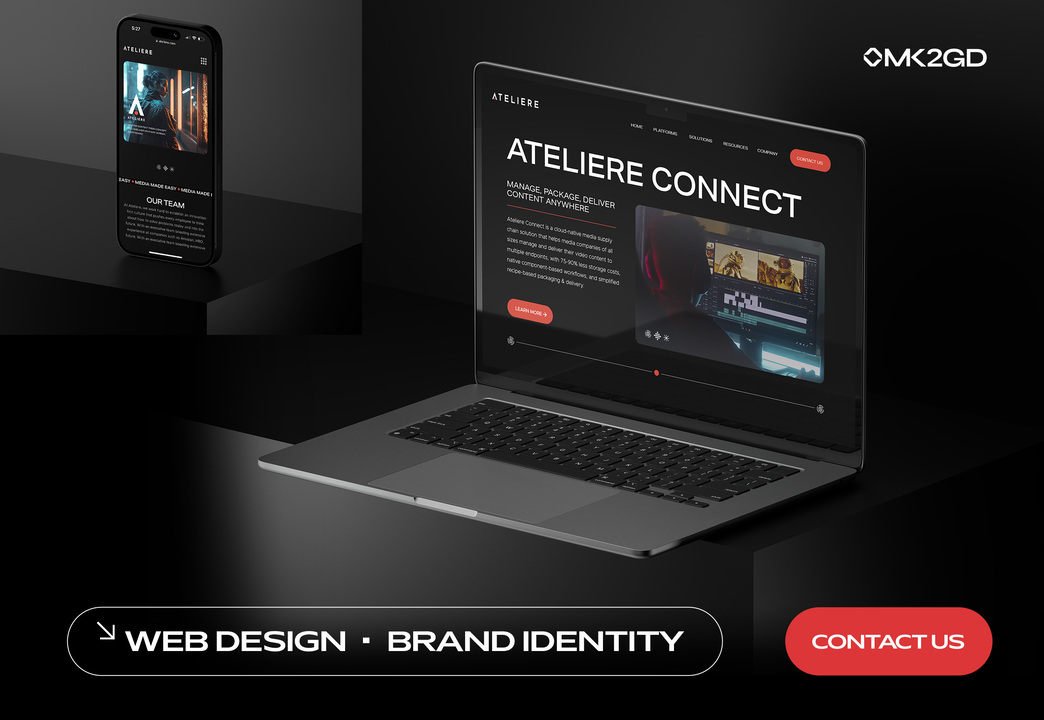 5:27
ATELIERE
EASY • MEDIA MADE EASY • MEDIA MADE
OUR TEAM
MK2GD
ATELIERE
HOME
PLATFORMS
SOLUTIONS
RESOURCES
COMPANY
CONTACT US
ATELIERE CONNECT
MANAGE, PACKAGE, DELIVER
CONTENT ANYWHERE
Ateliere Connect is a cloud-native media supply
chain solution that helps media companies of all
sizes manage and deliver their video content to
multiple endpoints, with 75-90% less storage costs,
native component-based workflows, and simplified
recipe-based packaging & delivery.
LEARN MORE →
WEB DESIGN · BRAND IDENTITY
CONTACT US